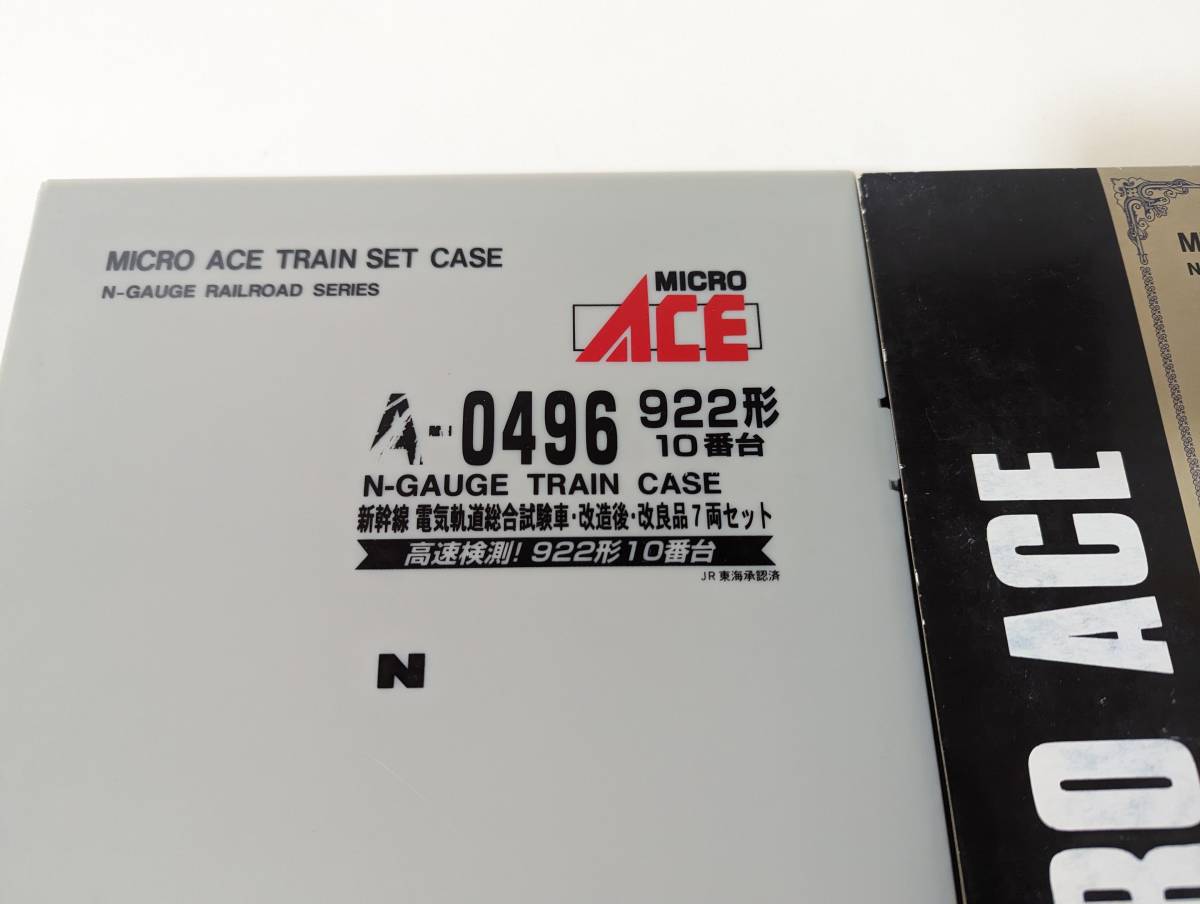 MICRO ACE TRAIN SET CASE
N-GAUGE RAILROAD SERIES
MICRO
ACE
A-0496 922形
10番台
N-GAUGE TRAIN CASE
新幹線 電気軌道総合試験車・改造後・改良品7両セット
高速検測! 922形10番台
JR東海承認済
N
RO ACE
M
N